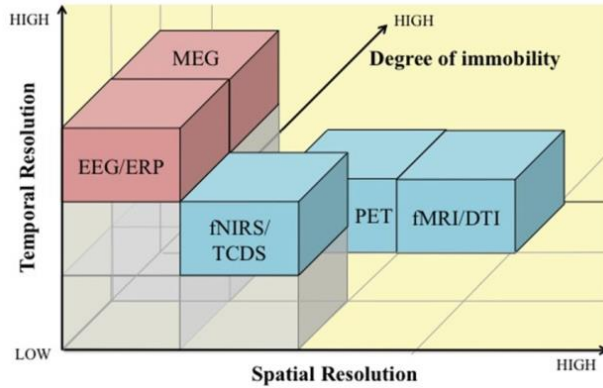 HIGH
HIGH
MEG
Degree of immobility
Temporal Resolution
EEG/ERP
fNIRS/
TCDS
PET
fMRI/DTI
LOW
HIGH
Spatial Resolution